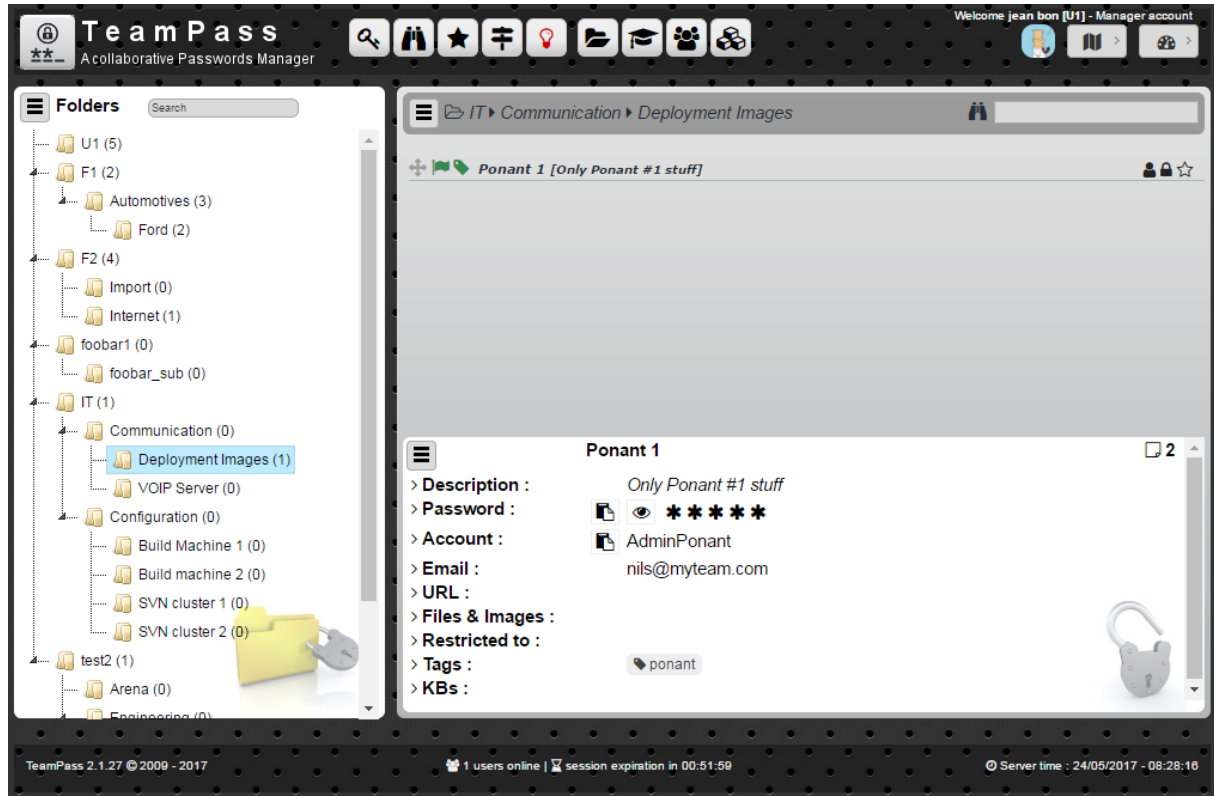 TeamPass
A collaborative Passwords Manager
Welcome jean bon [U1] - Manager account
Folders
Search
U1 (5)
F1 (2)
Automotives (3)
Ford (2)
F2 (4)
Import (0)
Internet (1)
foobar1 (0)
foobar_sub (0)
IT (1)
Communication (0)
Deployment Images (1)
VOIP Server (0)
Configuration (0)
Build Machine 1 (0)
Build machine 2 (0)
SVN cluster 1 (0)
SVN cluster 2 (0)
test2 (1)
Arena (0)
Engineering (0)
IT Communication Deployment Images
Ponant 1 [Only Ponant #1 stuff]
Ponant 1 2
Description : Only Ponant #1 stuff
Password : *****
Account : AdminPonant
Email : nils@myteam.com
URL :
Files & Images :
Restricted to :
Tags : ponant
KBs :
TeamPass 2.1.27 © 2009 - 2017
1 users online | session expiration in 00:51:59
Server time : 24/05/2017 - 08:28:16